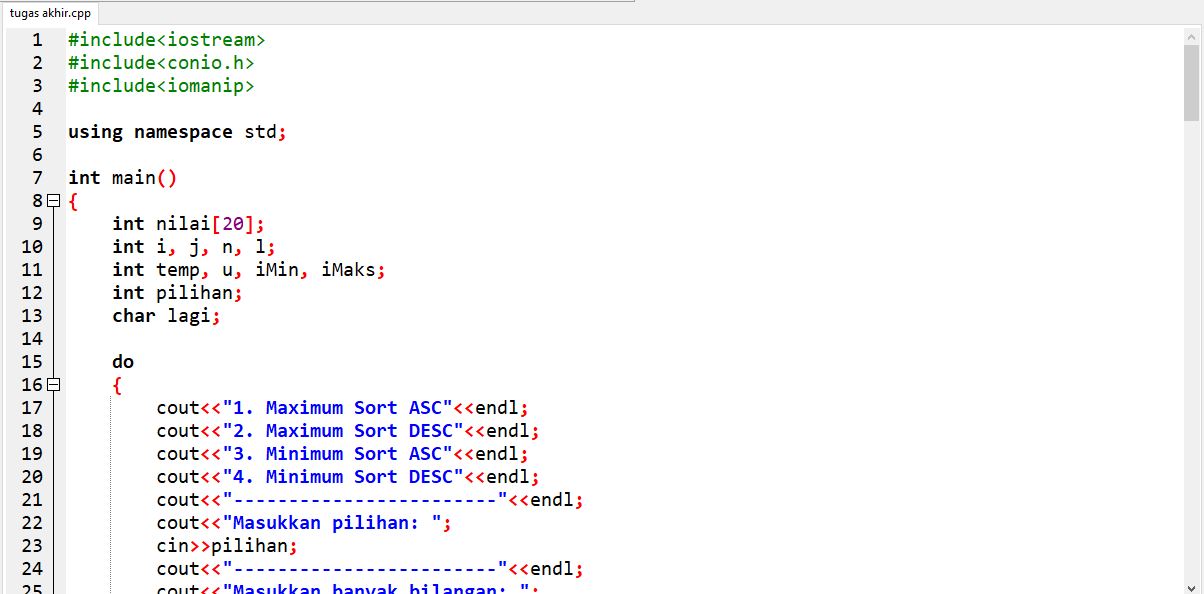 tugas akhir.cpp
1 #include<iostream>
2 #include<conio.h>
3 #include<iomanip>
4
5 using namespace std;
6
7 int main()
8 {
9 int nilai[20];
10 int i, j, n, l;
11 int temp, u, iMin, iMaks;
12 int pilihan;
13 char lagi;
14
15 do
16 {
17 cout<<"1. Maximum Sort ASC"<<endl;
18 cout<<"2. Maximum Sort DESC"<<endl;
19 cout<<"3. Minimum Sort ASC"<<endl;
20 cout<<"4. Minimum Sort DESC"<<endl;
21 cout<<"------------------------"<<endl;
22 cout<<"Masukkan pilihan: ";
23 cin>>pilihan;
24 cout<<"------------------------"<<endl;
25 cout<<"Masukkan banyak bilangan: ";